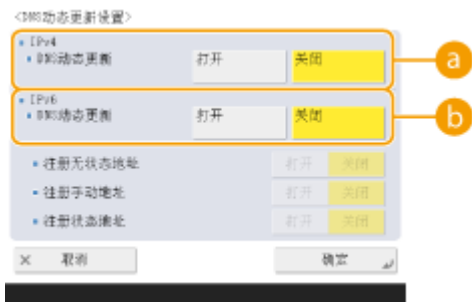 <DNS动态更新设置>
IPv4
DNS动态更新 打开 关闭
a
IPv6
DNS动态更新 打开 关闭
b
注册无状态地址 打开 关闭
注册手动地址 打开 关闭
注册状态地址 打开 关闭
× 取消 确定